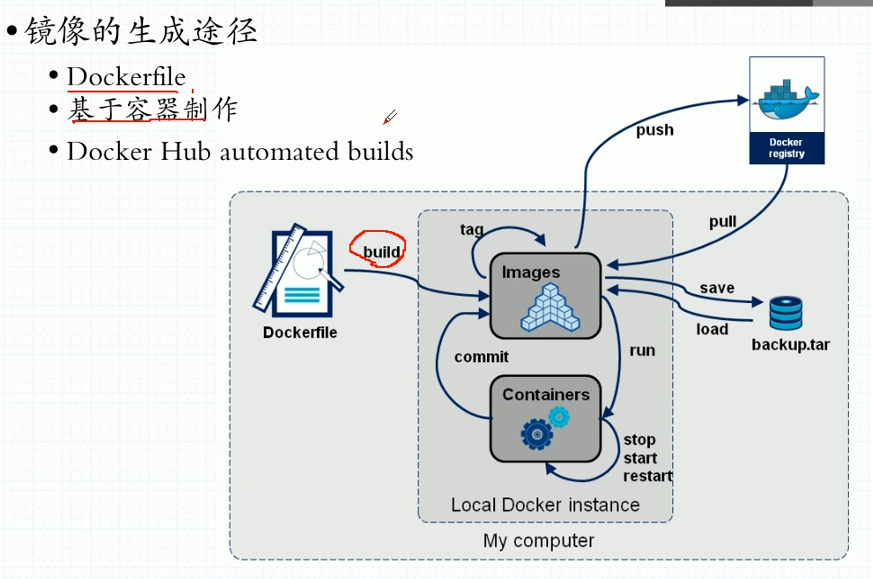 •镜像的生成途径
• Dockerfile
• 基于容器制作
• Docker Hub automated builds
Docker
registry
push
pull
tag
build
Images
save
load
backup.tar
Dockerfile
commit
run
Containers
stop
start
restart
Local Docker instance
My computer